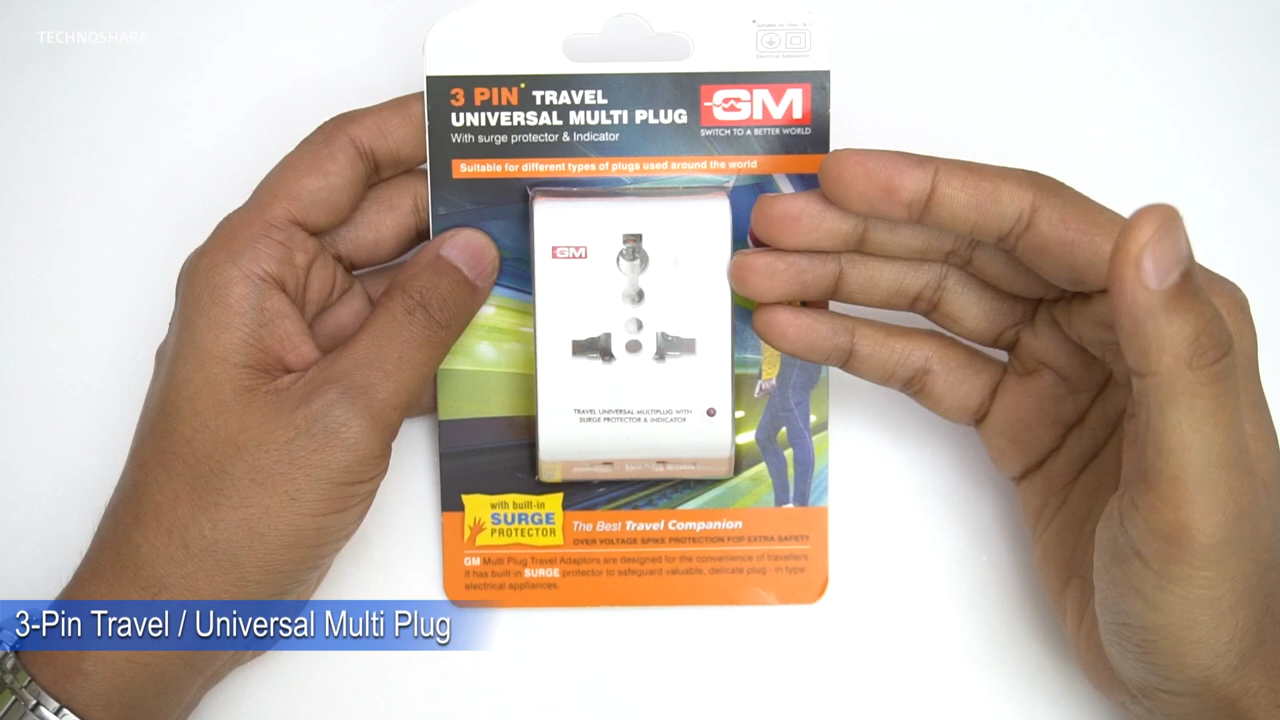 TECHNOSHARE
3 PIN* TRAVEL
UNIVERSAL MULTI PLUG
With surge protector & Indicator
GM
SWITCH TO A BETTER WORLD
Suitable for different types of plugs used around the world
GM
TRAVEL UNIVERSAL MULTIPLUG WITH
SURGE PROTECTOR & INDICATOR
with built-in
SURGE
PROTECTOR
The Best Travel Companion
OVER VOLTAGE SPIKE PROTECTION FOR EXTRA SAFETY
GM Multi Plug Travel Adaptors are designed for the convenience of travellers
It has built-in SURGE protector to safeguard valuable, delicate plug - in type
electrical appliances.
3-Pin Travel / Universal Multi Plug